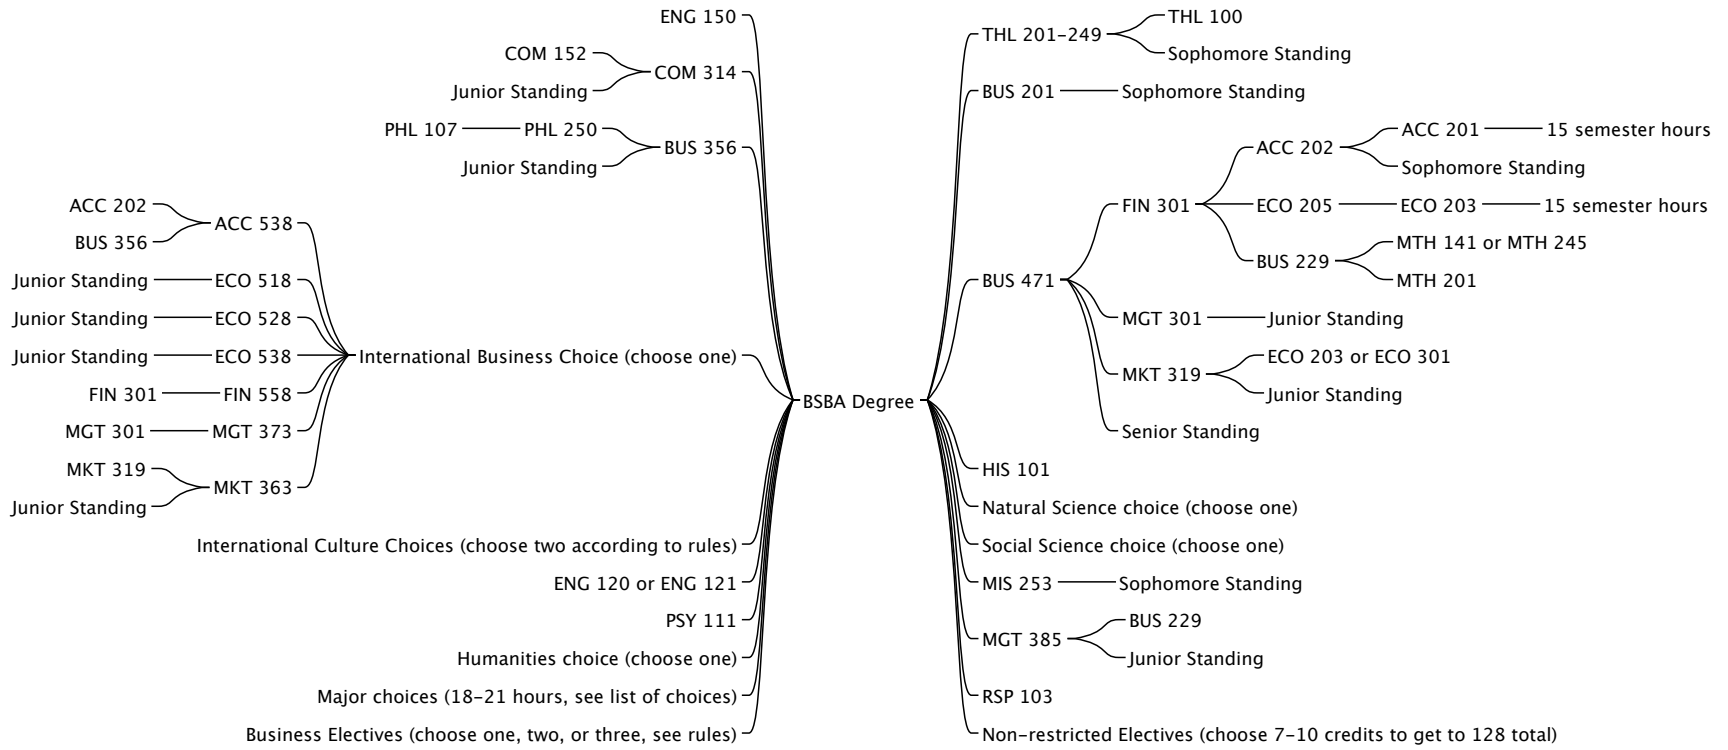 ENG 150
COM 152
COM 314
Junior Standing
PHL 107
PHL 250
BUS 356
Junior Standing
ACC 202
ACC 538
BUS 356
Junior Standing
ECO 518
Junior Standing
ECO 528
Junior Standing
ECO 538
International Business Choice (choose one)
FIN 301
FIN 558
MGT 301
MGT 373
MKT 319
MKT 363
Junior Standing
International Culture Choices (choose two according to rules)
ENG 120 or ENG 121
PSY 111
Humanities choice (choose one)
Major choices (18-21 hours, see list of choices)
Business Electives (choose one, two, or three, see rules)
BSBA Degree
THL 201-249
THL 100
Sophomore Standing
BUS 201
Sophomore Standing
BUS 471
FIN 301
ACC 202
ACC 201
15 semester hours
Sophomore Standing
ECO 205
ECO 203
15 semester hours
BUS 229
MTH 141 or MTH 245
MTH 201
MGT 301
Junior Standing
MKT 319
ECO 203 or ECO 301
Junior Standing
Senior Standing
HIS 101
Natural Science choice (choose one)
Social Science choice (choose one)
MIS 253
Sophomore Standing
MGT 385
BUS 229
Junior Standing
RSP 103
Non-restricted Electives (choose 7-10 credits to get to 128 total)